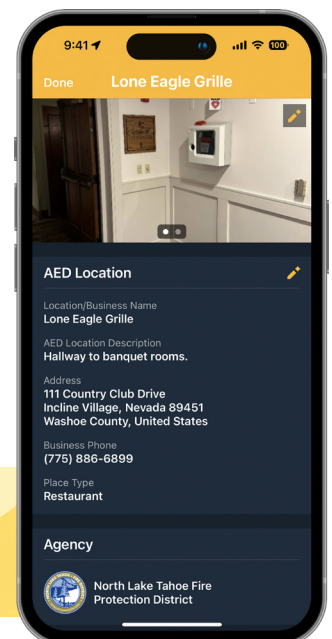 9:41
100
Done
Lone Eagle Grille
AED Location
Location/Business Name
Lone Eagle Grille
AED Location Description
Hallway to banquet rooms.
Address
111 Country Club Drive
Incline Village, Nevada 89451
Washoe County, United States
Business Phone
(775) 886-6899
Place Type
Restaurant
Agency
North Lake Tahoe Fire
Protection District